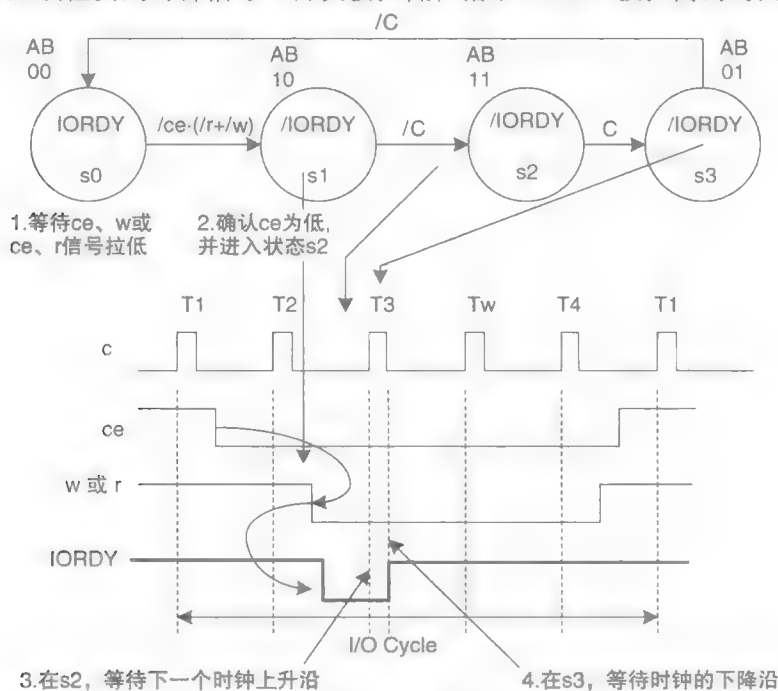 /C
AB
00
AB
10
AB
11
AB
01
IORDY
/ce·(/r+/w)
/IORDY
/C
/IORDY
C
/IORDY
s0
s1
s2
s3
1.等待ce、w或
ce、r信号拉低
2.确认ce为低,
并进入状态s2
T1
T2
T3
Tw
T4
T1
c
ce
w 或 r
IORDY
I/O Cycle
3.在s2，等待下一个时钟上升沿
4.在s3，等待时钟的下降沿